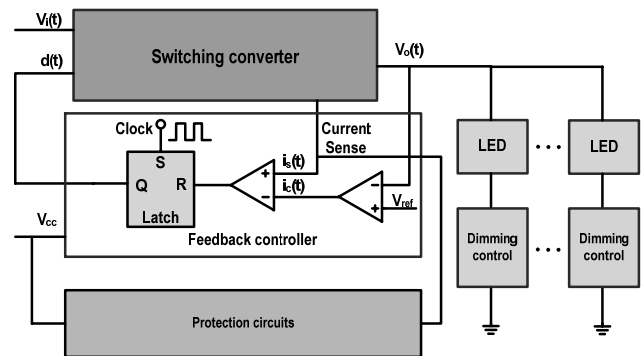 Vi(t)
d(t)
Switching converter
Vo(t)
Clock
S
Q
R
Latch
is(t)
ic(t)
Current
Sense
Vref
Vcc
Feedback controller
LED
...
LED
Dimming
control
...
Dimming
control
Protection circuits